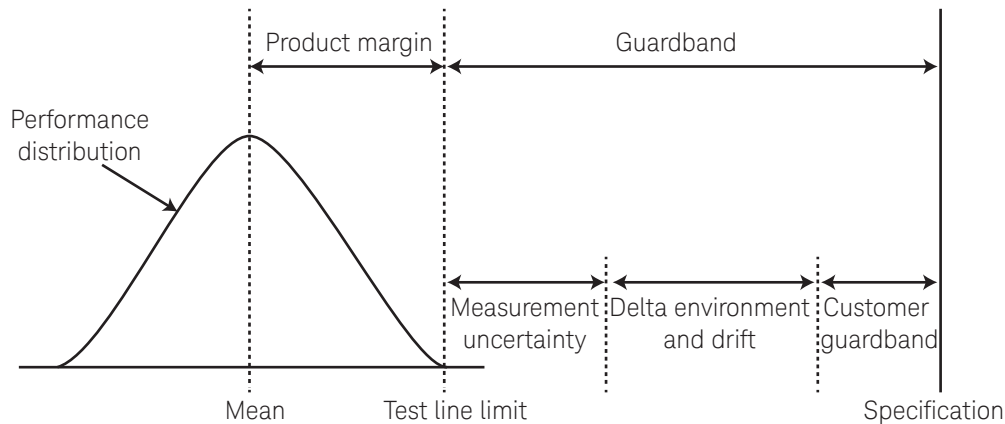 Product margin
Guardband
Performance
distribution
Measurement
uncertainty
Delta environment
and drift
Customer
guardband
Mean
Test line limit
Specification